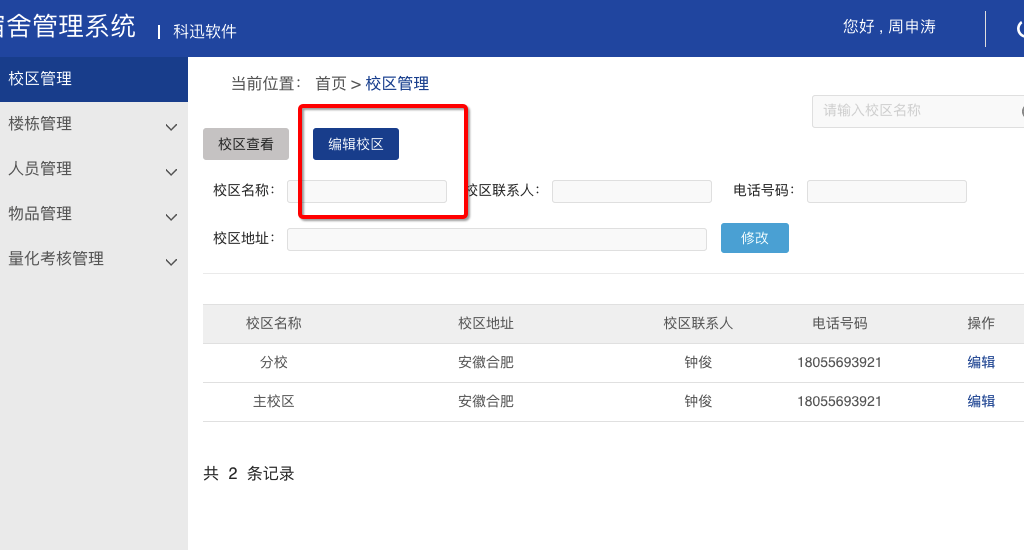 舍管理系统 | 科迅软件 您好 , 周申涛
校区管理
当前位置： 首页 > 校区管理
请输入校区名称
楼栋管理
人员管理
物品管理
量化考核管理
校区查看 编辑校区
校区名称： 校区联系人： 电话号码：
校区地址： 修改
校区名称 校区地址 校区联系人 电话号码 操作
分校 安徽合肥 钟俊 18055693921 编辑
主校区 安徽合肥 钟俊 18055693921 编辑
共 2 条记录